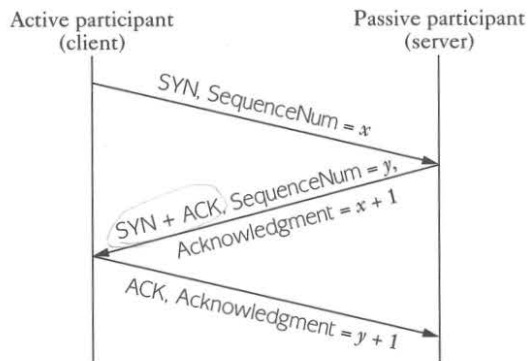 Active participant
(client)
Passive participant
(server)
SYN, SequenceNum = x
SYN + ACK, SequenceNum = y,
Acknowledgment = x + 1
ACK, Acknowledgment = y + 1